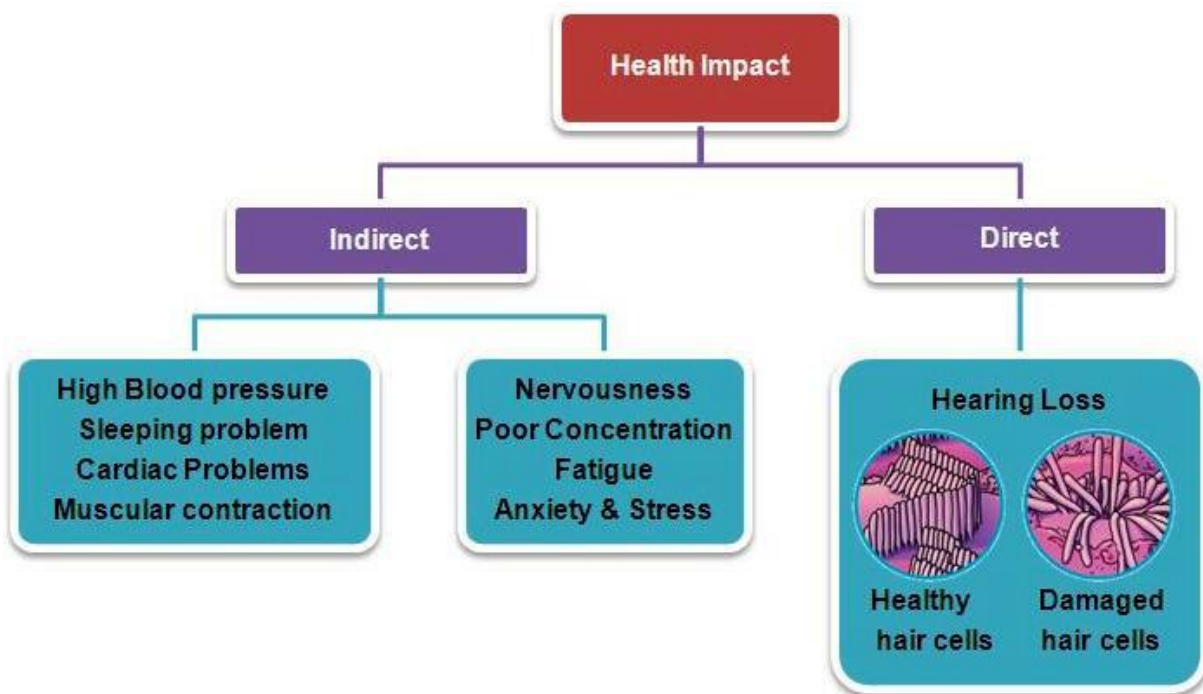 Health Impact
Indirect
Direct
High Blood pressure
Sleeping problem
Cardiac Problems
Muscular contraction
Nervousness
Poor Concentration
Fatigue
Anxiety & Stress
Hearing Loss
Healthy
hair cells
Damaged
hair cells